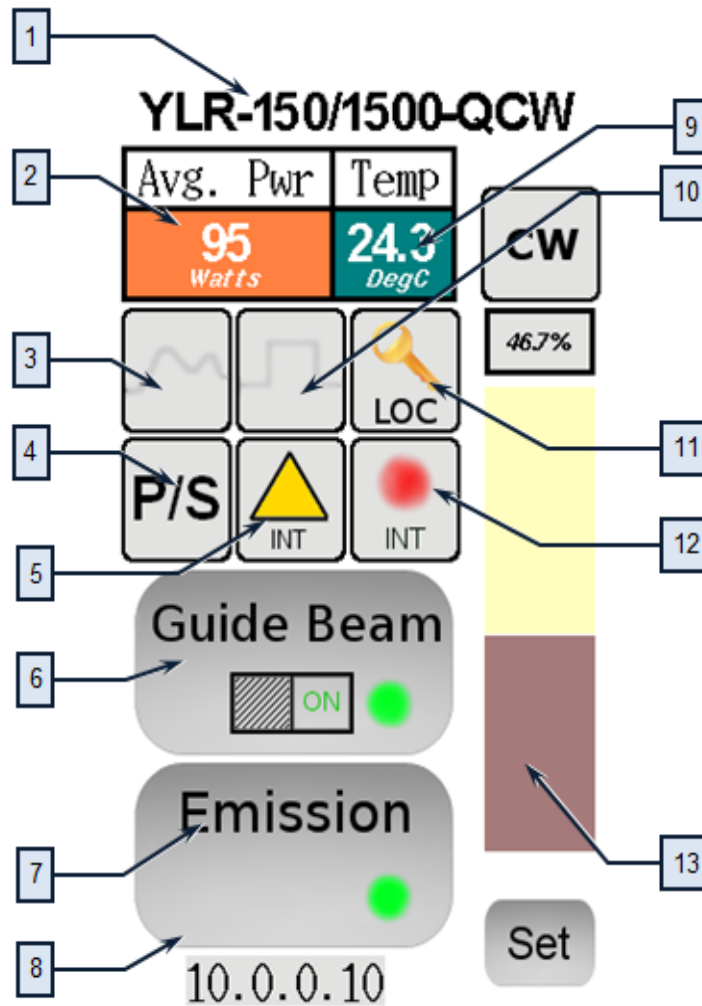 1
YLR-150/1500-QCW
9
2
Avg. Pwr Temp
10
95 24.3
Watts DegC
CW
46.7%
3
LOC
11
4
P/S INT INT
12
5
Guide Beam
6
ON
Emission
13
7
8
Set
10.0.0.10